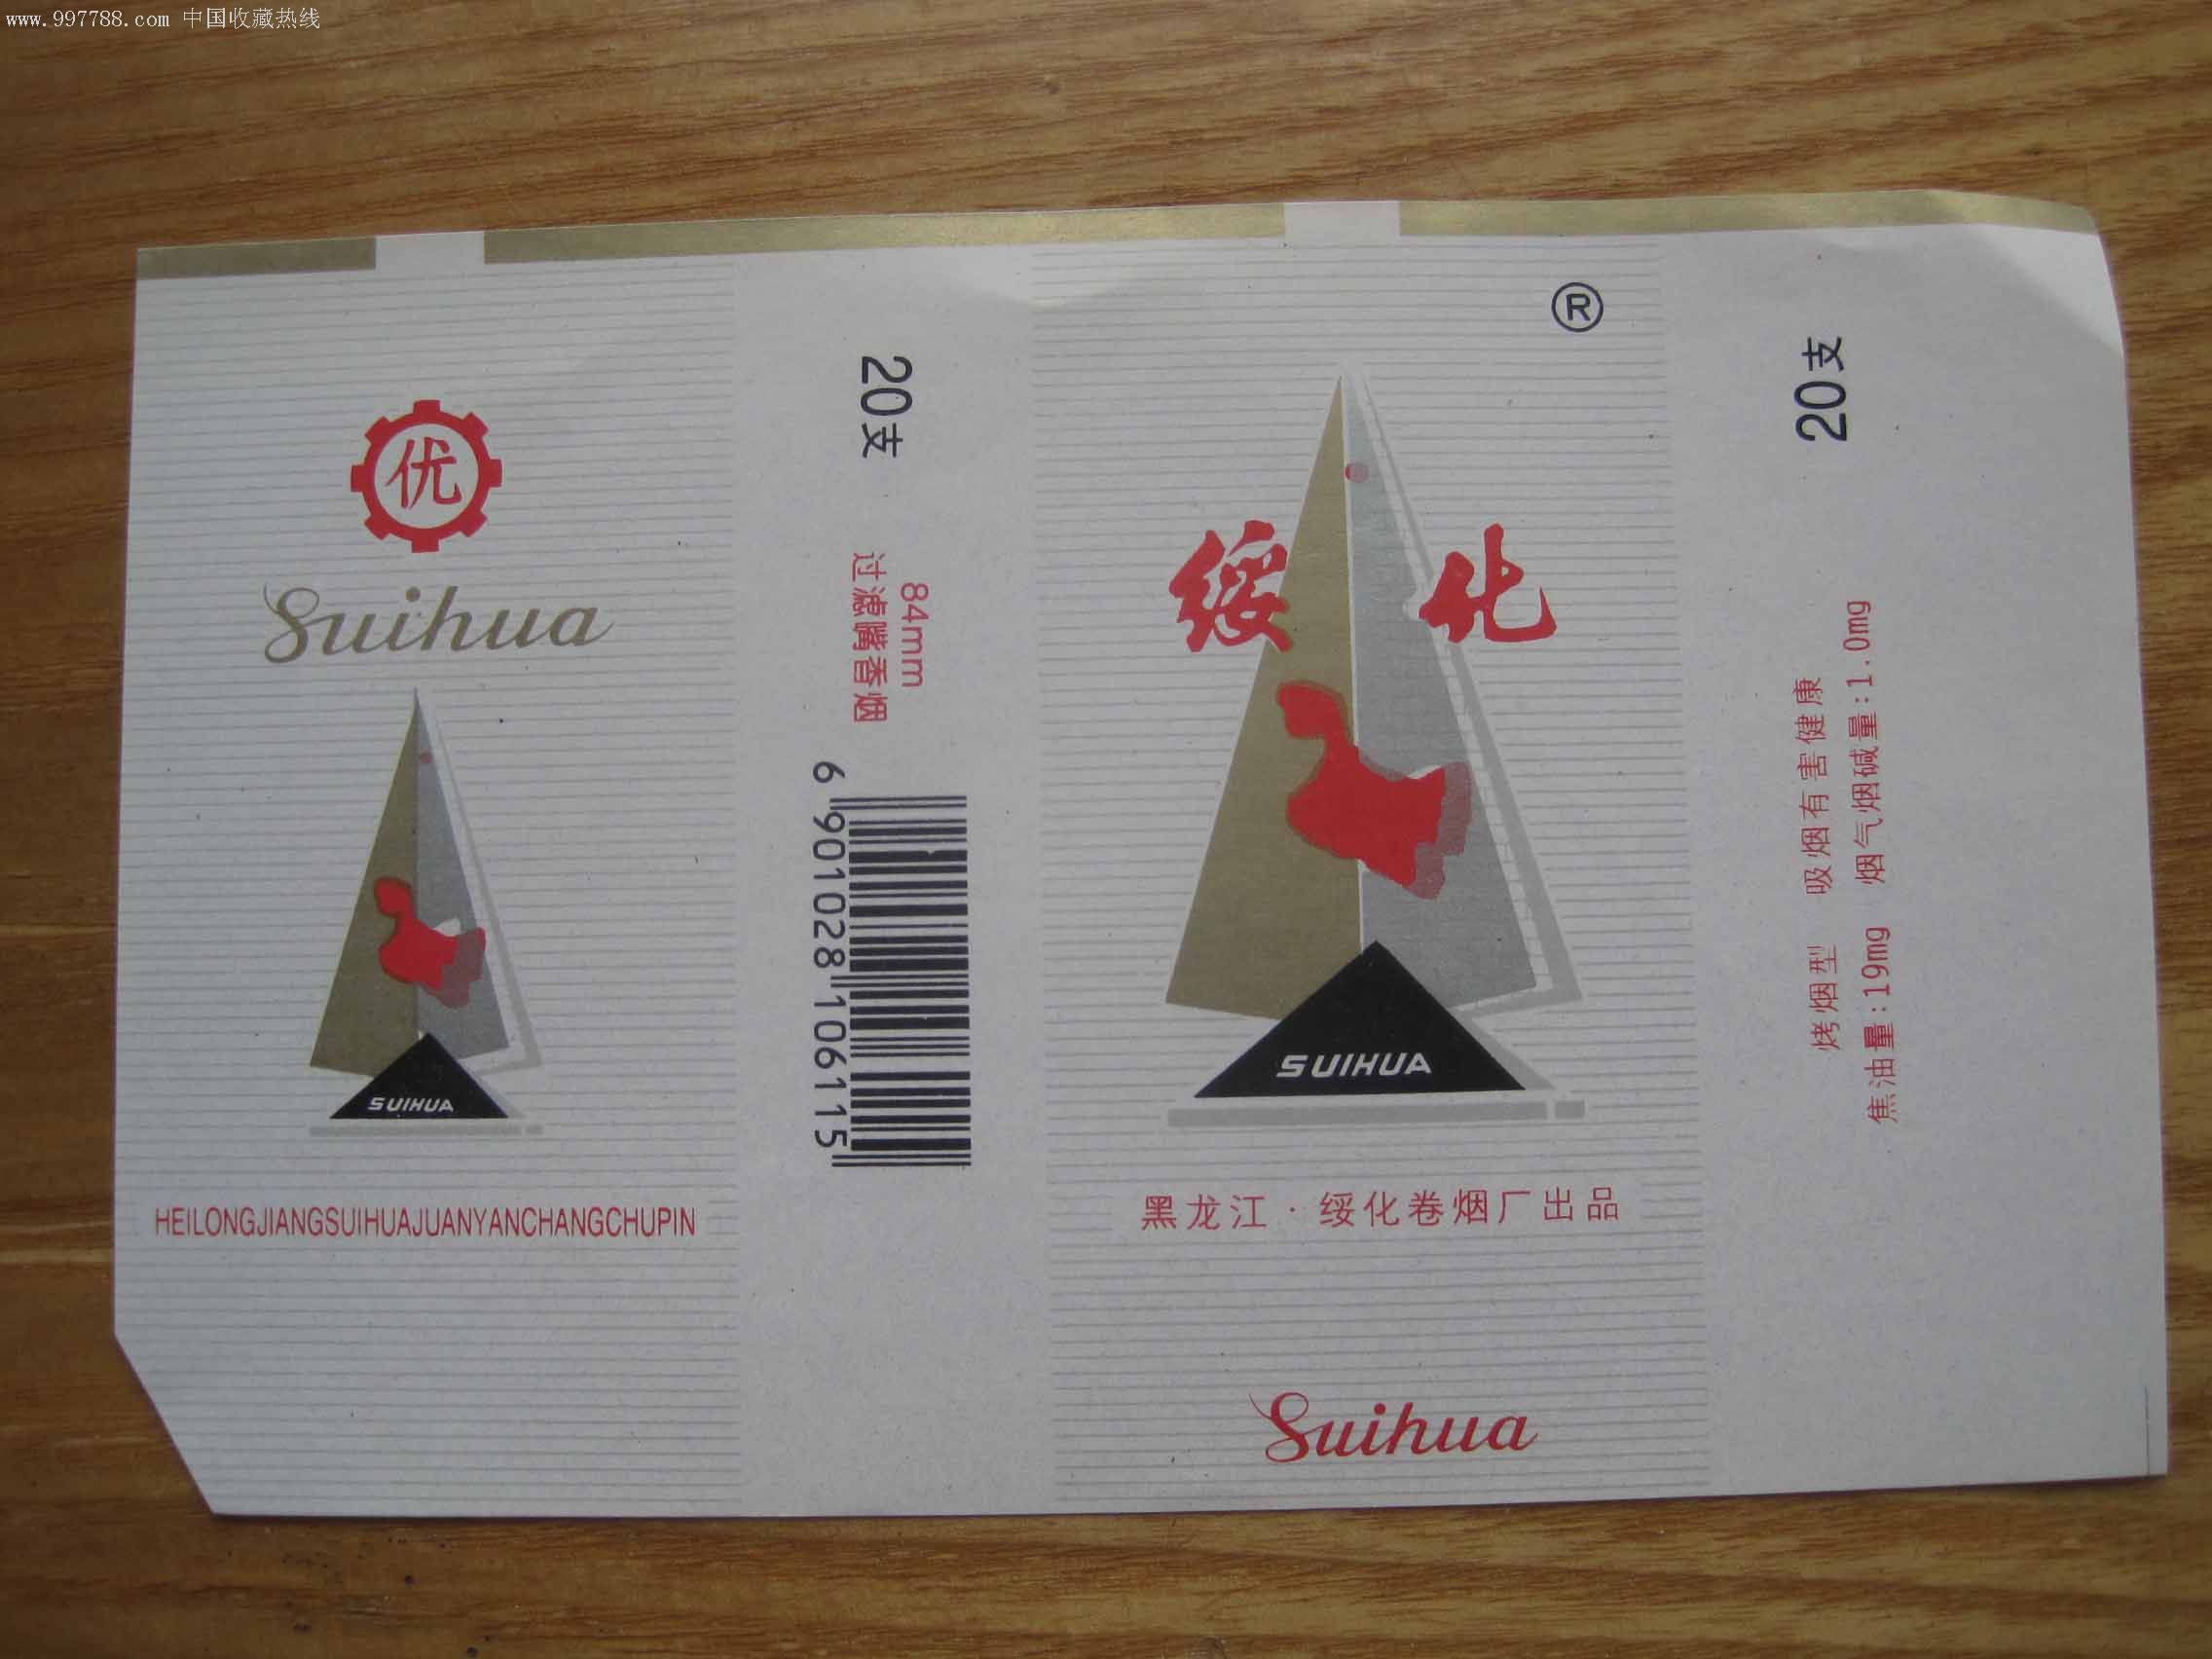 www.997788.com 中国收藏热线
优
Suihua
SUIHUA
HEILONGJIANGSUIHUAJUANYANCHANGCHUPIN
20支
84mm
过滤嘴香烟
6 901028 106115
®
绥化
SUIHUA
黑龙江·绥化卷烟厂出品
Suihua
20支
烤烟型 吸烟有害健康
焦油量:19mg 烟气烟碱量:1.0mg